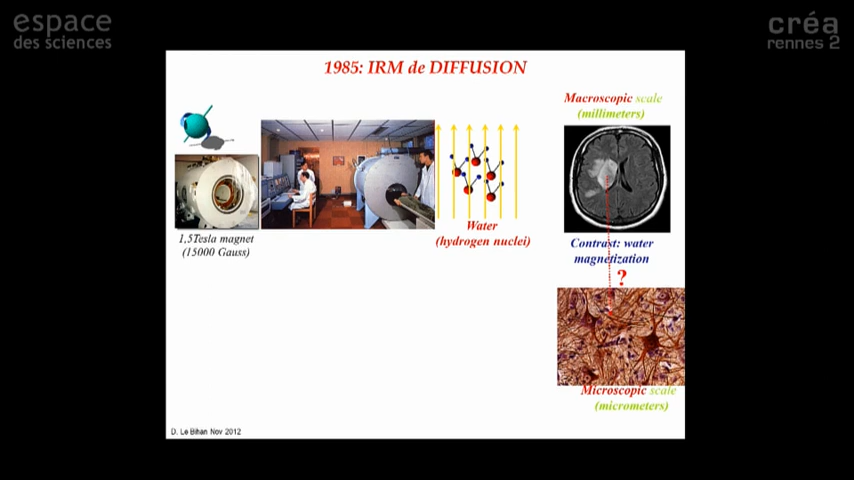 espace
des sciences
créa
rennes 2
1985: IRM de DIFFUSION
Macroscopic scale
(millimeters)
1,5Tesla magnet
(15000 Gauss)
Water
(hydrogen nuclei)
Contrast: water
magnetization
?
Microscopic scale
(micrometers)
D. Le Bihan Nov 2012